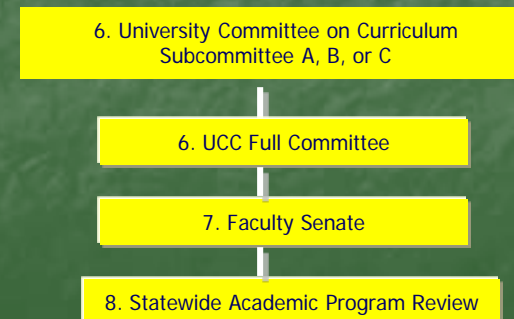 6. University Committee on Curriculum
Subcommittee A, B, or C
6. UCC Full Committee
7. Faculty Senate
8. Statewide Academic Program Review